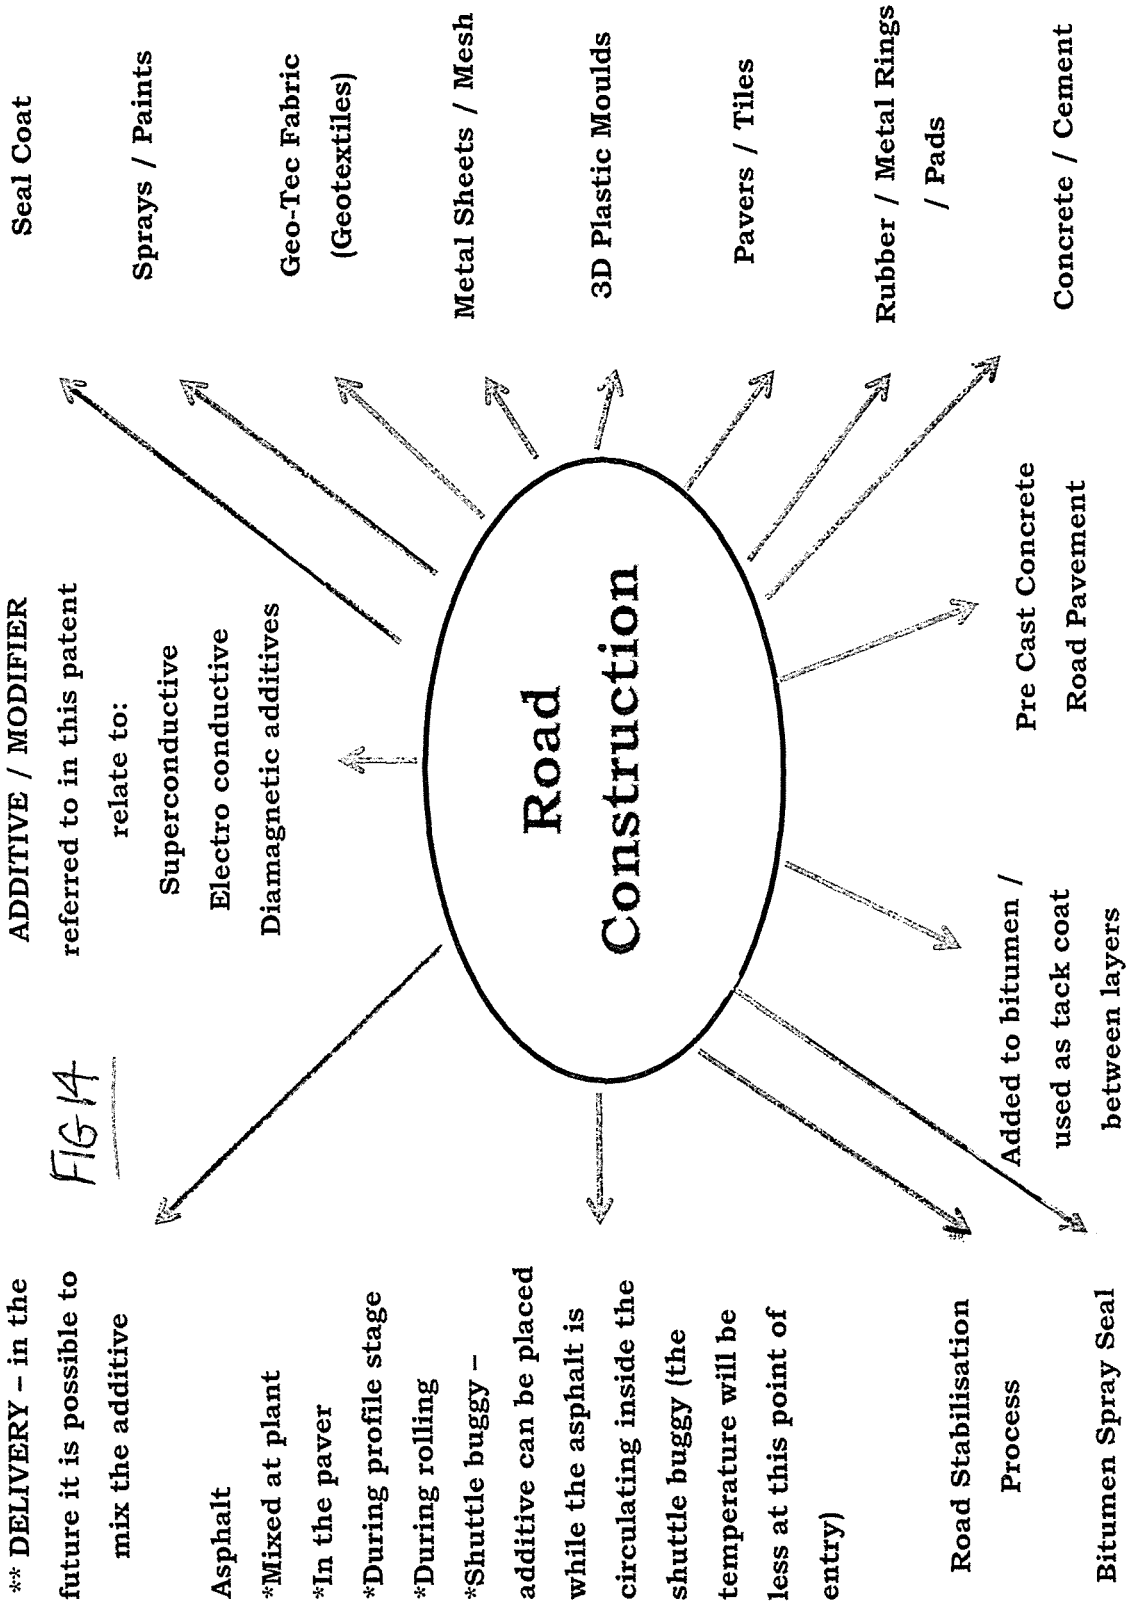 ** DELIVERY – in the
future it is possible to
mix the additive
FIG 14
ADDITIVE / MODIFIER
referred to in this patent
relate to:
Superconductive
Electro conductive
Diamagnetic additives
Seal Coat
Sprays / Paints
Geo-Tec Fabric
(Geotextiles)
Metal Sheets / Mesh
3D Plastic Moulds
Pavers / Tiles
Rubber / Metal Rings
/ Pads
Concrete / Cement
Road
Construction
Asphalt
*Mixed at plant
*In the paver
*During profile stage
*During rolling
*Shuttle buggy –
additive can be placed
while the asphalt is
circulating inside the
shuttle buggy (the
temperature will be
less at this point of
entry)
Road Stabilisation
Process
Bitumen Spray Seal
Added to bitumen /
used as tack coat
between layers
Pre Cast Concrete
Road Pavement